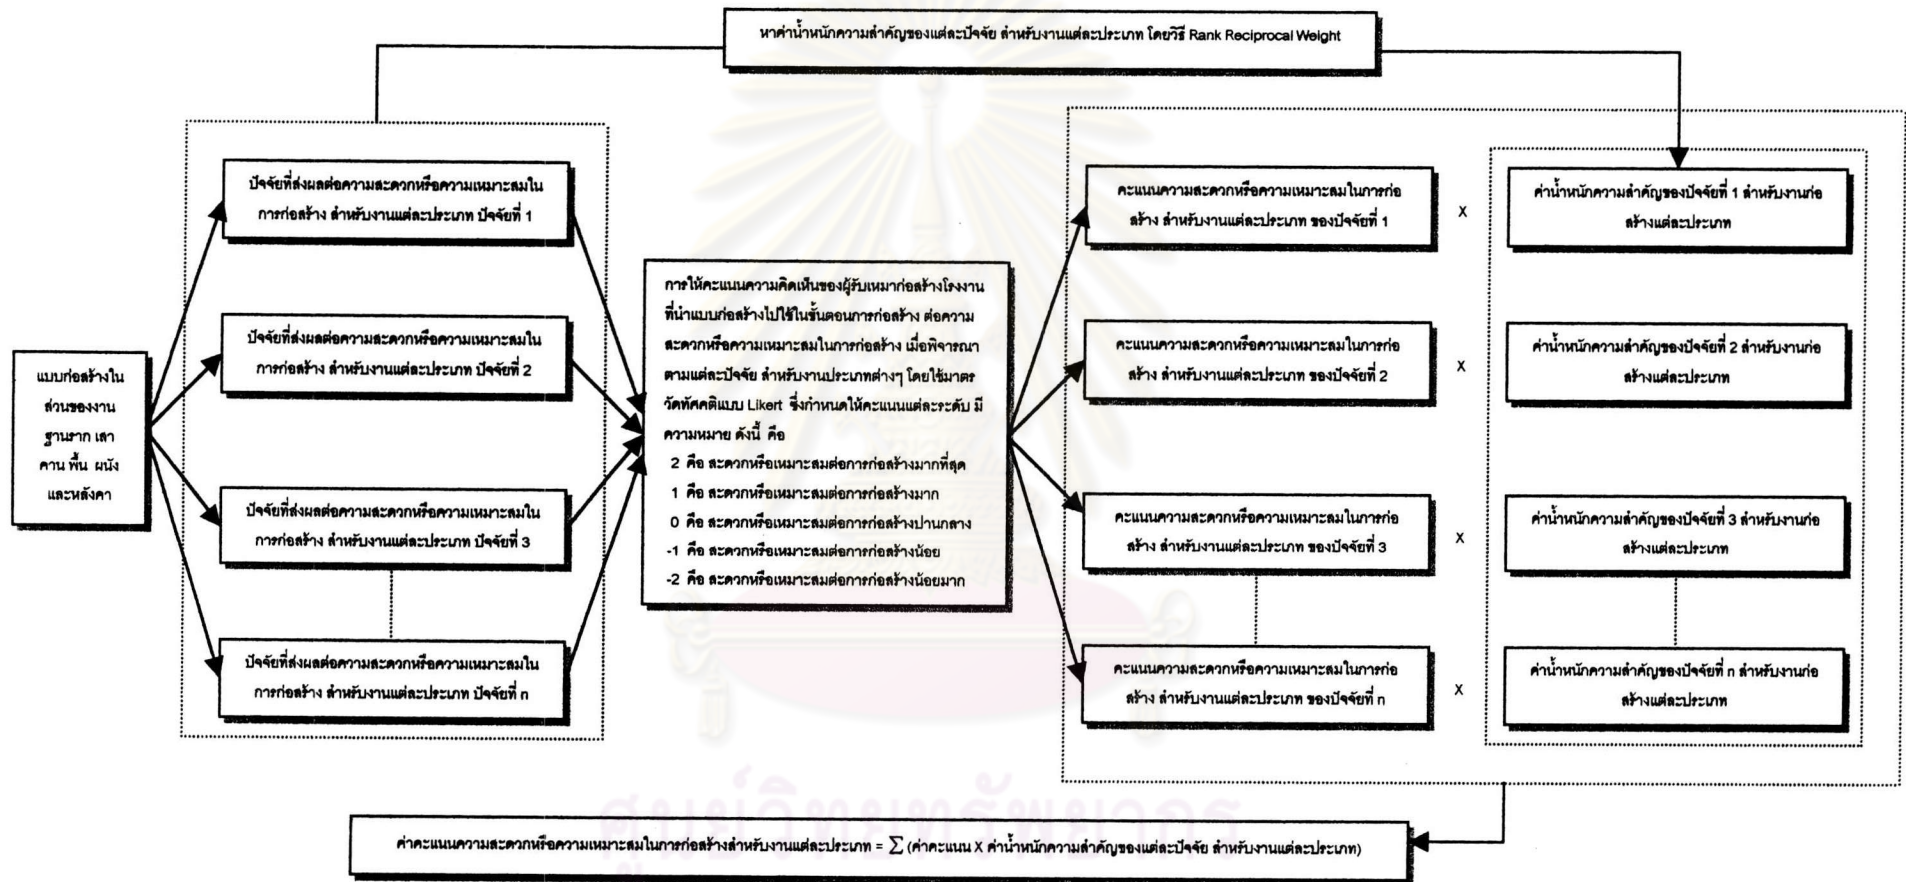 หาค่าน้ำหนักความสำคัญของแต่ละปัจจัย สำหรับงานแต่ละประเภท โดยวิธี Rank Reciprocal Weight
แบบก่อสร้างใน
ส่วนของงาน
ฐานราก เสา
คาน พื้น ผนัง
และหลังคา
ปัจจัยที่ส่งผลต่อความสะดวกหรือความเหมาะสมใน
การก่อสร้าง สำหรับงานแต่ละประเภท ปัจจัยที่ 1
ปัจจัยที่ส่งผลต่อความสะดวกหรือความเหมาะสมใน
การก่อสร้าง สำหรับงานแต่ละประเภท ปัจจัยที่ 2
ปัจจัยที่ส่งผลต่อความสะดวกหรือความเหมาะสมใน
การก่อสร้าง สำหรับงานแต่ละประเภท ปัจจัยที่ 3
ปัจจัยที่ส่งผลต่อความสะดวกหรือความเหมาะสมใน
การก่อสร้าง สำหรับงานแต่ละประเภท ปัจจัยที่ n
การให้คะแนนความคิดเห็นของผู้รับเหมาก่อสร้างโรงงาน
ที่นำแบบก่อสร้างไปใช้ในขั้นตอนการก่อสร้าง ต่อความ
สะดวกหรือความเหมาะสมในการก่อสร้าง เมื่อพิจารณา
ตามแต่ละปัจจัย สำหรับงานประเภทต่างๆ โดยใช้มาตร
วัดทัศคติแบบ Likert ซึ่งกำหนดให้คะแนนแต่ละระดับ มี
ความหมาย ดังนี้ คือ
2 คือ สะดวกหรือเหมาะสมต่อการก่อสร้างมากที่สุด
1 คือ สะดวกหรือเหมาะสมต่อการก่อสร้างมาก
0 คือ สะดวกหรือเหมาะสมต่อการก่อสร้างปานกลาง
-1 คือ สะดวกหรือเหมาะสมต่อการก่อสร้างน้อย
-2 คือ สะดวกหรือเหมาะสมต่อการก่อสร้างน้อยมาก
คะแนนความสะดวกหรือความเหมาะสมในการก่อ
สร้าง สำหรับงานแต่ละประเภท ของปัจจัยที่ 1
X
ค่าน้ำหนักความสำคัญของปัจจัยที่ 1 สำหรับงานก่อ
สร้างแต่ละประเภท
คะแนนความสะดวกหรือความเหมาะสมในการก่อ
สร้าง สำหรับงานแต่ละประเภท ของปัจจัยที่ 2
X
ค่าน้ำหนักความสำคัญของปัจจัยที่ 2 สำหรับงานก่อ
สร้างแต่ละประเภท
คะแนนความสะดวกหรือความเหมาะสมในการก่อ
สร้าง สำหรับงานแต่ละประเภท ของปัจจัยที่ 3
X
ค่าน้ำหนักความสำคัญของปัจจัยที่ 3 สำหรับงานก่อ
สร้างแต่ละประเภท
คะแนนความสะดวกหรือความเหมาะสมในการก่อ
สร้าง สำหรับงานแต่ละประเภท ของปัจจัยที่ n
X
ค่าน้ำหนักความสำคัญของปัจจัยที่ n สำหรับงานก่อ
สร้างแต่ละประเภท
ศูนย์วิทยทรัพยากร
ค่าคะแนนความสะดวกหรือความเหมาะสมในการก่อสร้างสำหรับงานแต่ละประเภท = ∑ (ค่าคะแนน X ค่าน้ำหนักความสำคัญของแต่ละปัจจัย สำหรับงานแต่ละประเภท)